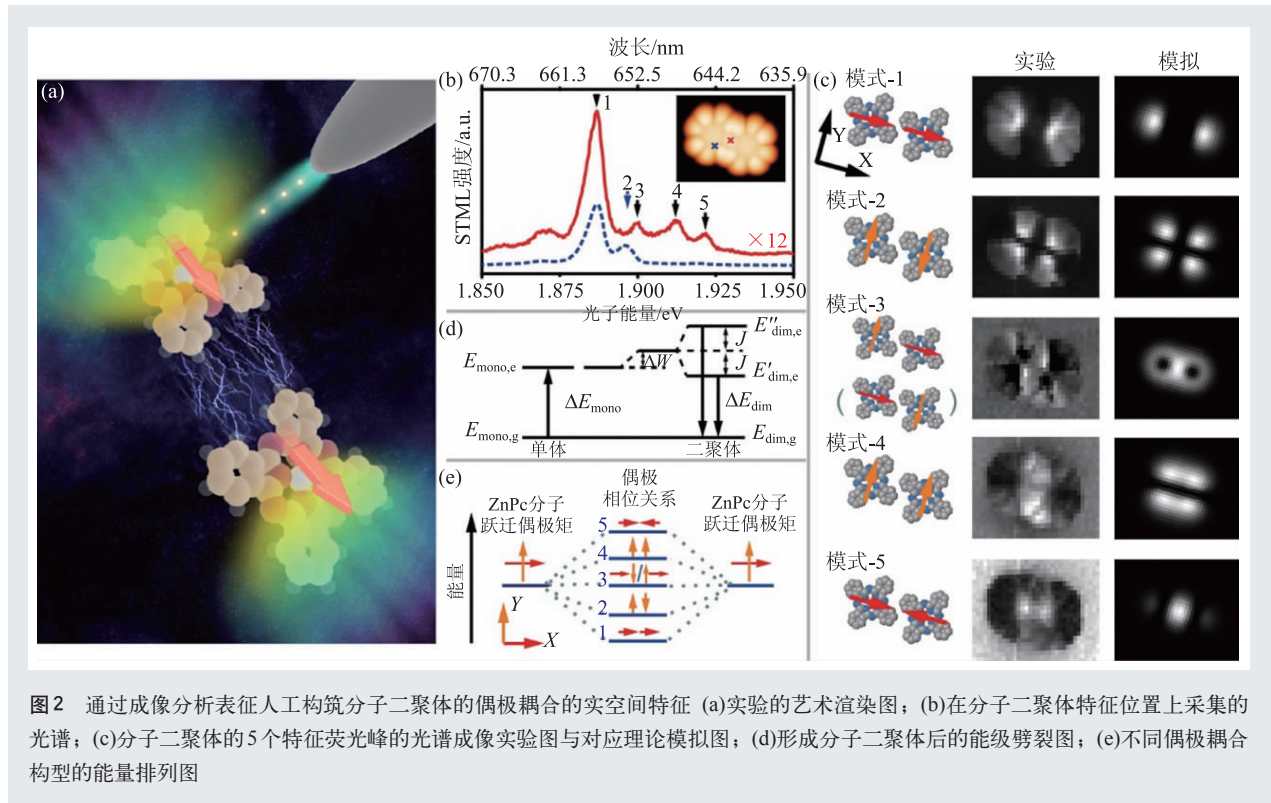 (a)
(b)
波长/nm
670.3 661.3 652.5 644.2 635.9
STML强度/a.u.
1
2
3
4
5
×12
1.850 1.875 1.900 1.925 1.950
光子能量/eV
(c)
实验 模拟
模式-1
Y
X
模式-2
模式-3
( )
模式-4
模式-5
(d)
E″dim,e
J
ΔW
J
Emono,e
E′dim,e
ΔEmono
ΔEdim
Emono,g
Edim,g
单体 二聚体
(e)
偶极
相位关系
ZnPc分子
跃迁偶极矩
ZnPc分子
跃迁偶极矩
能量
5
4
3 /
2
1
Y
X
图2 通过成像分析表征人工构筑分子二聚体的偶极耦合的实空间特征 (a)实验的艺术渲染图；(b)在分子二聚体特征位置上采集的
光谱；(c)分子二聚体的5个特征荧光峰的光谱成像实验图与对应理论模拟图；(d)形成分子二聚体后的能级劈裂图；(e)不同偶极耦合
构型的能量排列图